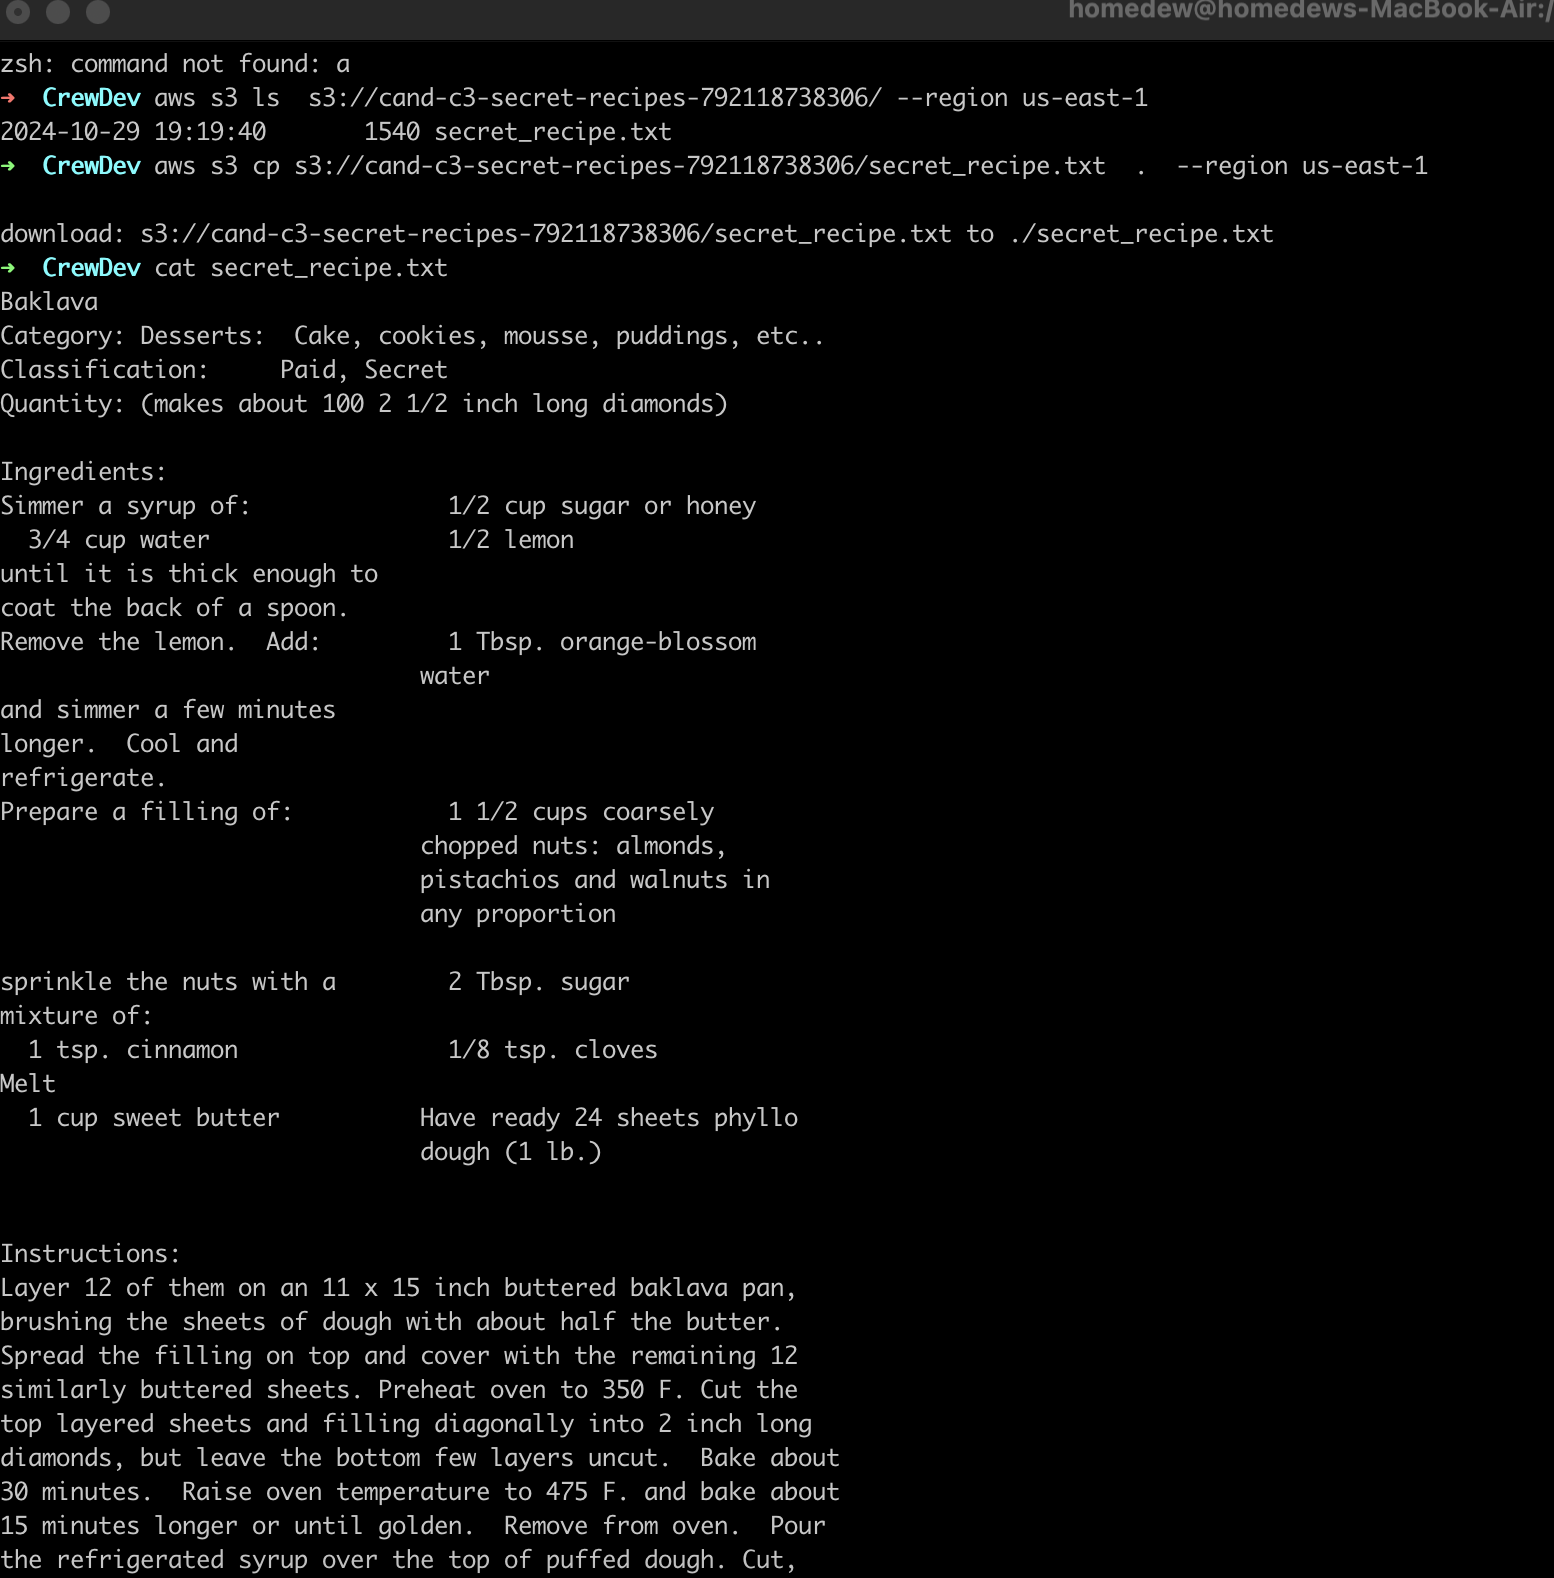 homedew@homedews-MacBook-Air:/
zsh: command not found: a
➜  CrewDev aws s3 ls  s3://cand-c3-secret-recipes-792118738306/ --region us-east-1
2024-10-29 19:19:40       1540 secret_recipe.txt
➜  CrewDev aws s3 cp s3://cand-c3-secret-recipes-792118738306/secret_recipe.txt  .  --region us-east-1
download: s3://cand-c3-secret-recipes-792118738306/secret_recipe.txt to ./secret_recipe.txt
➜  CrewDev cat secret_recipe.txt
Baklava
Category: Desserts:  Cake, cookies, mousse, puddings, etc..
Classification:     Paid, Secret
Quantity: (makes about 100 2 1/2 inch long diamonds)
Ingredients:
Simmer a syrup of:              1/2 cup sugar or honey
  3/4 cup water                 1/2 lemon
until it is thick enough to
coat the back of a spoon.
Remove the lemon.  Add:         1 Tbsp. orange-blossom
                              water
and simmer a few minutes
longer.  Cool and
refrigerate.
Prepare a filling of:           1 1/2 cups coarsely
                              chopped nuts: almonds,
                              pistachios and walnuts in
                              any proportion
sprinkle the nuts with a        2 Tbsp. sugar
mixture of:
  1 tsp. cinnamon               1/8 tsp. cloves
Melt
  1 cup sweet butter          Have ready 24 sheets phyllo
                              dough (1 lb.)
Instructions:
Layer 12 of them on an 11 x 15 inch buttered baklava pan,
brushing the sheets of dough with about half the butter.
Spread the filling on top and cover with the remaining 12
similarly buttered sheets. Preheat oven to 350 F. Cut the
top layered sheets and filling diagonally into 2 inch long
diamonds, but leave the bottom few layers uncut.  Bake about
30 minutes.  Raise oven temperature to 475 F. and bake about
15 minutes longer or until golden.  Remove from oven.  Pour
the refrigerated syrup over the top of puffed dough. Cut,